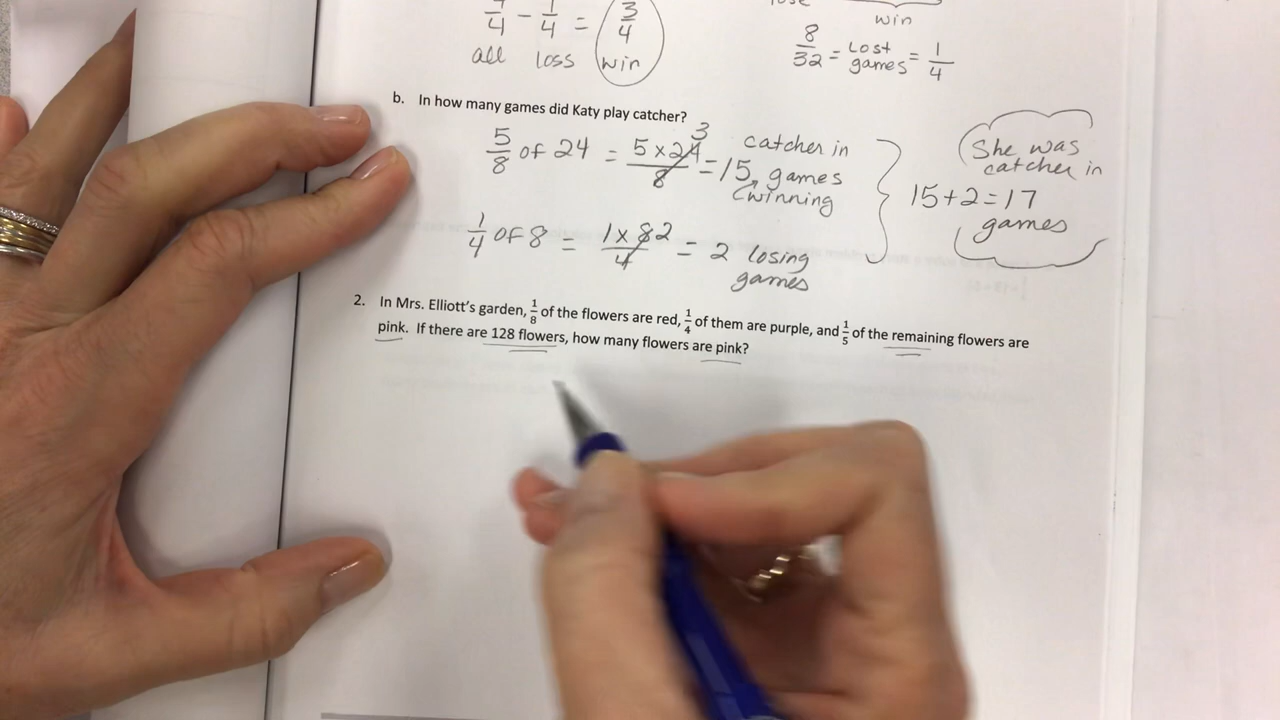 4/4 - 1/4 = 3/4
all loss win
lose win
8/32 = Lost games = 1/4
b. In how many games did Katy play catcher?
5/8 of 24 = 5 x 24/8 3 = 15 games catcher in winning
1/4 of 8 = 1 x 8/4 2 = 2 losing games
She was
catcher in
15 + 2 = 17
games
2. In Mrs. Elliott's garden, 1/8 of the flowers are red, 1/4 of them are purple, and 1/5 of the remaining flowers are
pink. If there are 128 flowers, how many flowers are pink?